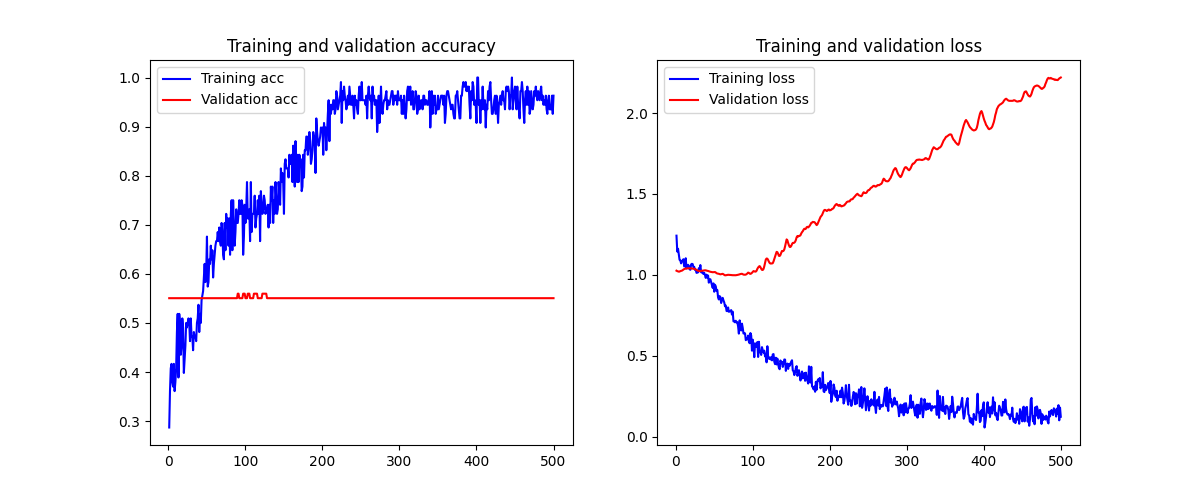 Training and validation accuracy
Training acc
Validation acc
1.0
0.9
0.8
0.7
0.6
0.5
0.4
0.3
0 100 200 300 400 500
Training and validation loss
Training loss
Validation loss
2.0
1.5
1.0
0.5
0.0
0 100 200 300 400 500